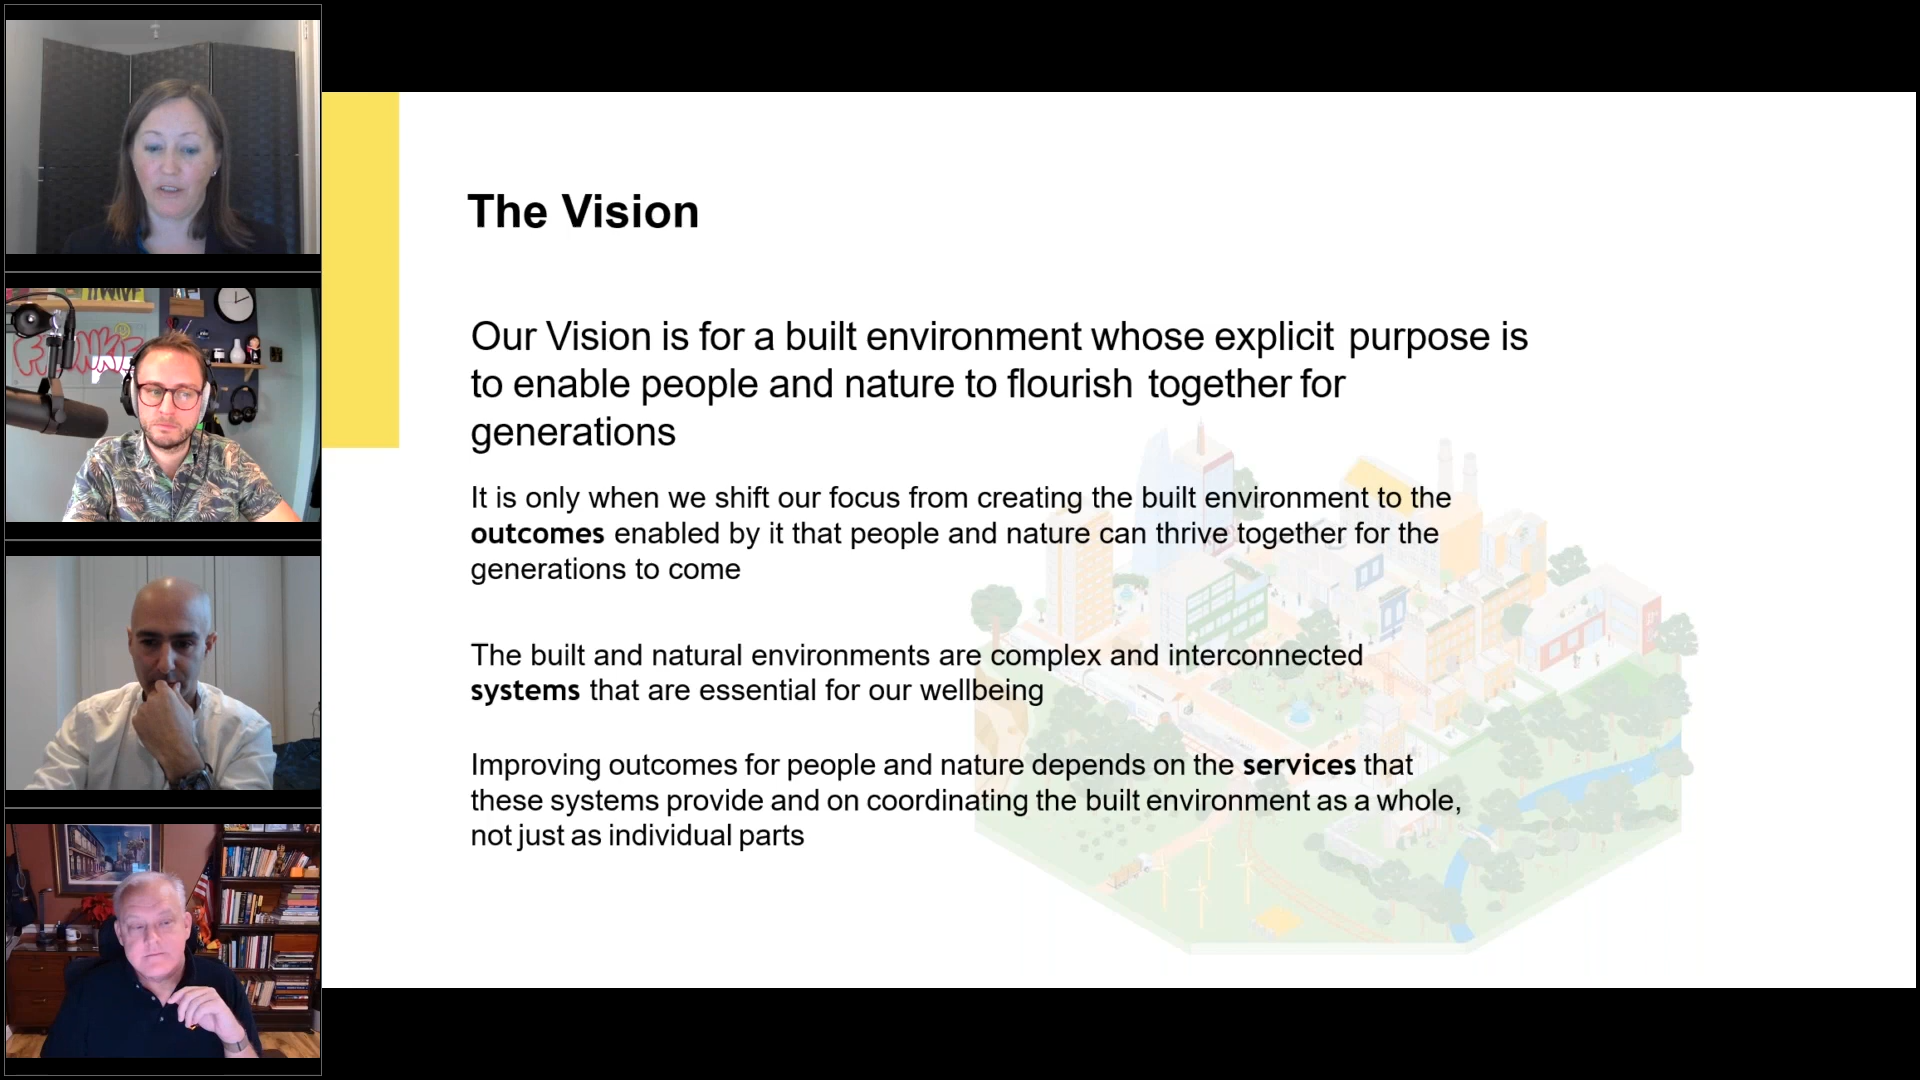 The Vision
Our Vision is for a built environment whose explicit purpose is
to enable people and nature to flourish together for
generations
It is only when we shift our focus from creating the built environment to the
outcomes enabled by it that people and nature can thrive together for the
generations to come
The built and natural environments are complex and interconnected
systems that are essential for our wellbeing
Improving outcomes for people and nature depends on the services that
these systems provide and on coordinating the built environment as a whole,
not just as individual parts